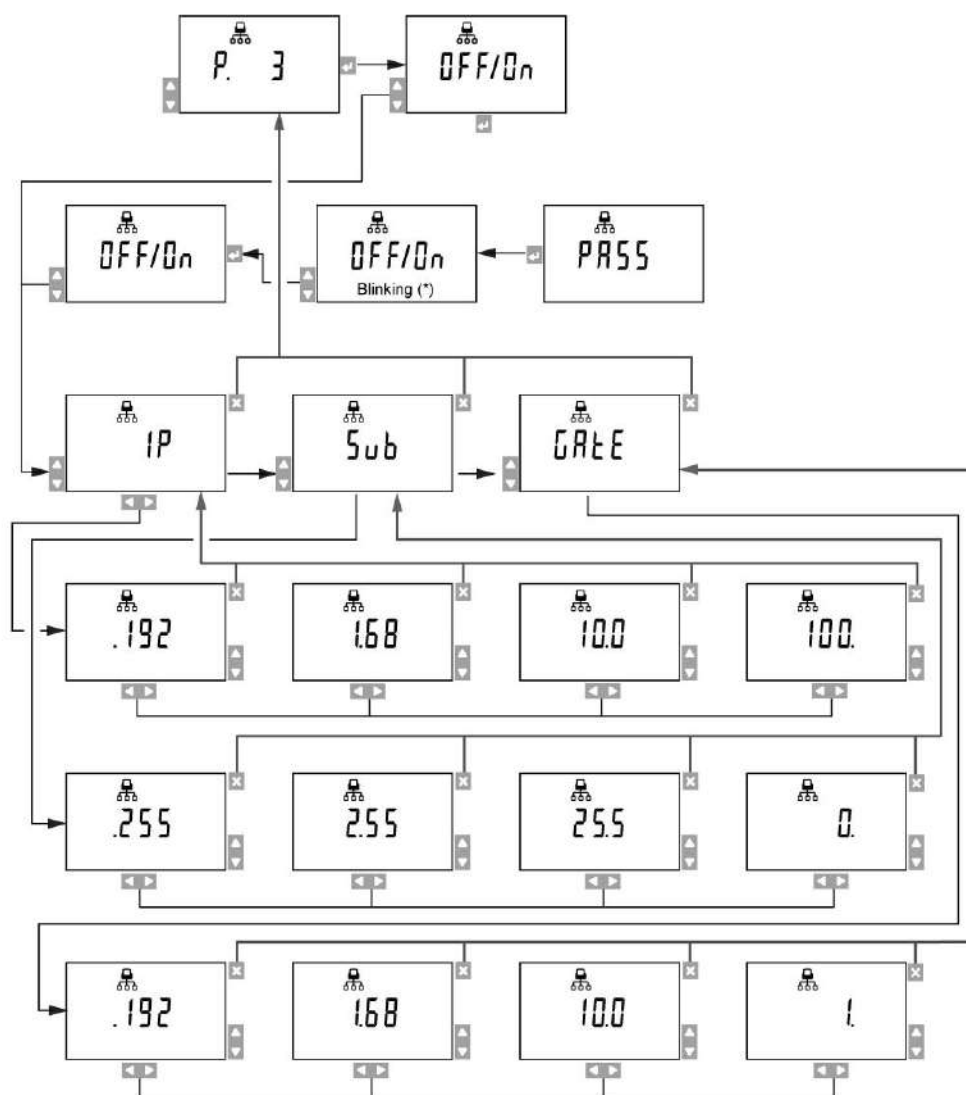 P. 3
OFF/On
OFF/On
OFF/On
Blinking (*)
PASS
IP
Sub
GAtE
.192
1.68
10.0
100.
.255
2.55
25.5
0.
.192
1.68
10.0
1.